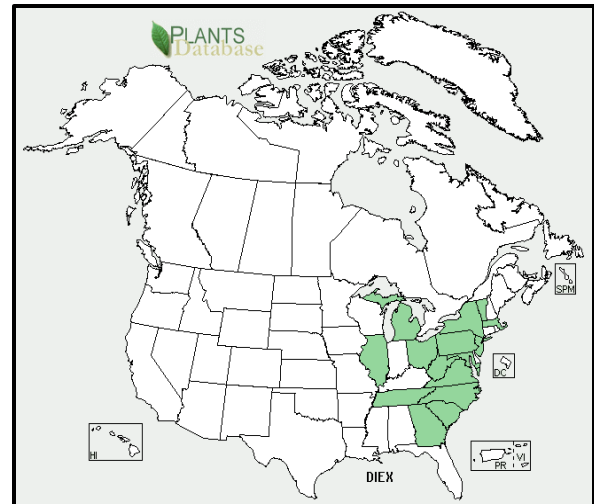 PLANTS
Database
SPM
DC
HI
PR
VI
DIEX